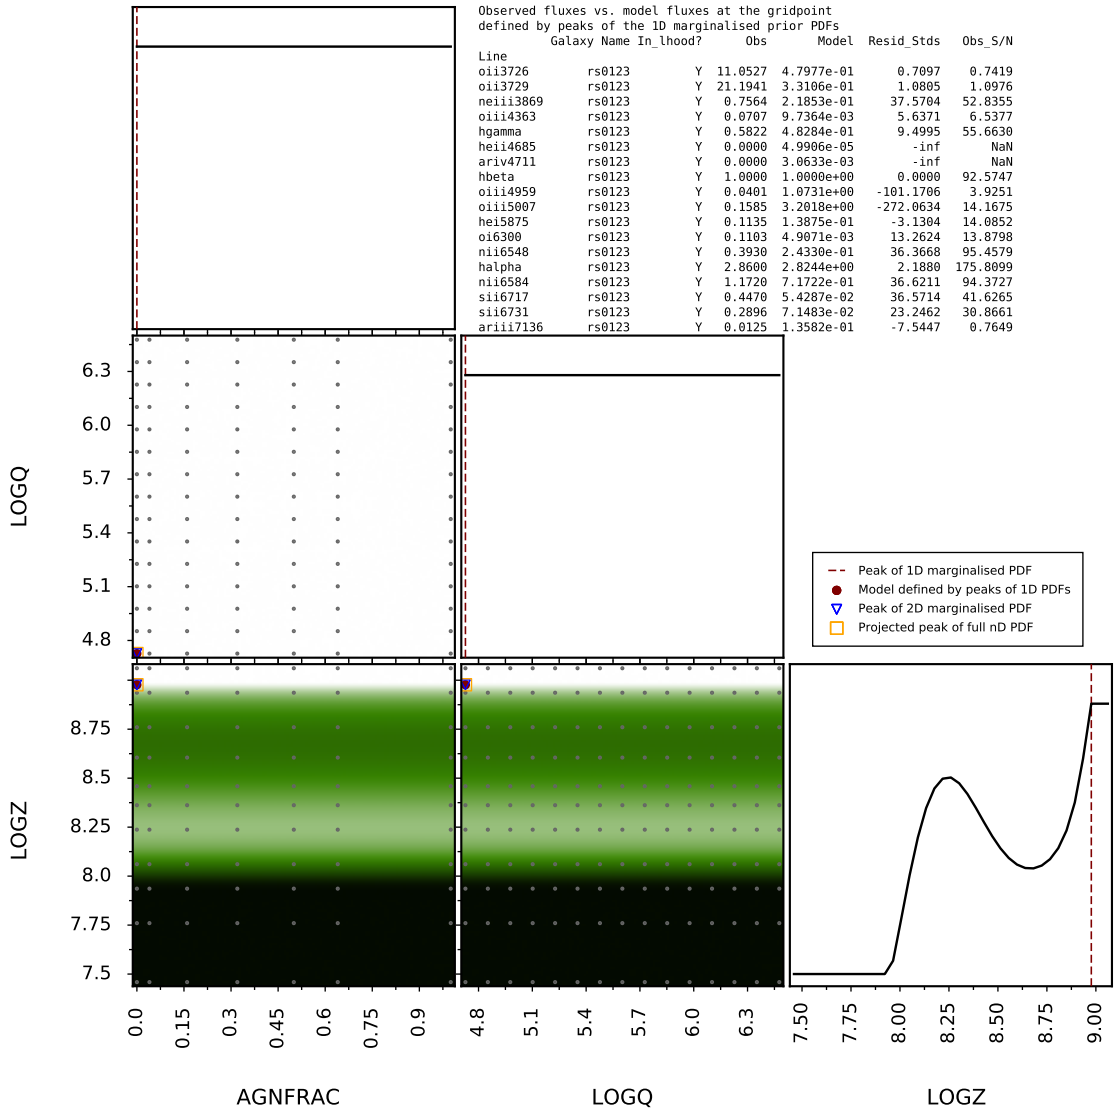 Observed fluxes vs. model fluxes at the gridpoint
defined by peaks of the 1D marginalised prior PDFs
Galaxy Name In_lhood? Obs Model Resid_Stds Obs_S/N
Line
oii3726 rs0123 Y 11.0527 4.7977e-01 0.7097 0.7419
oii3729 rs0123 Y 21.1941 3.3106e-01 1.0805 1.0976
neiii3869 rs0123 Y 0.7564 2.1853e-01 37.5704 52.8355
oiii4363 rs0123 Y 0.0707 9.7364e-03 5.6371 6.5377
hgamma rs0123 Y 0.5822 4.8284e-01 9.4995 55.6630
heii4685 rs0123 Y 0.0000 4.9906e-05 -inf NaN
ariv4711 rs0123 Y 0.0000 3.0633e-03 -inf NaN
hbeta rs0123 Y 1.0000 1.0000e+00 0.0000 92.5747
oiii4959 rs0123 Y 0.0401 1.0731e+00 -101.1706 3.9251
oiii5007 rs0123 Y 0.1585 3.2018e+00 -272.0634 14.1675
hei5875 rs0123 Y 0.1135 1.3875e-01 -3.1304 14.0852
oi6300 rs0123 Y 0.1103 4.9071e-03 13.2624 13.8798
nii6548 rs0123 Y 0.3930 2.4330e-01 36.3668 95.4579
halpha rs0123 Y 2.8600 2.8244e+00 2.1880 175.8099
nii6584 rs0123 Y 1.1720 7.1722e-01 36.6211 94.3727
sii6717 rs0123 Y 0.4470 5.4287e-02 36.5714 41.6265
sii6731 rs0123 Y 0.2896 7.1483e-02 23.2462 30.8661
ariii7136 rs0123 Y 0.0125 1.3582e-01 -7.5447 0.7649
LOGQ
6.3
6.0
5.7
5.4
5.1
4.8
Peak of 1D marginalised PDF
Model defined by peaks of 1D PDFs
Peak of 2D marginalised PDF
Projected peak of full nD PDF
LOGZ
8.75
8.5
8.25
8.0
7.75
7.5
0.0 0.15 0.3 0.45 0.6 0.75 0.9
4.8 5.1 5.4 5.7 6.0 6.3
7.50 7.75 8.00 8.25 8.50 8.75 9.00
AGNFRAC
LOGQ
LOGZ